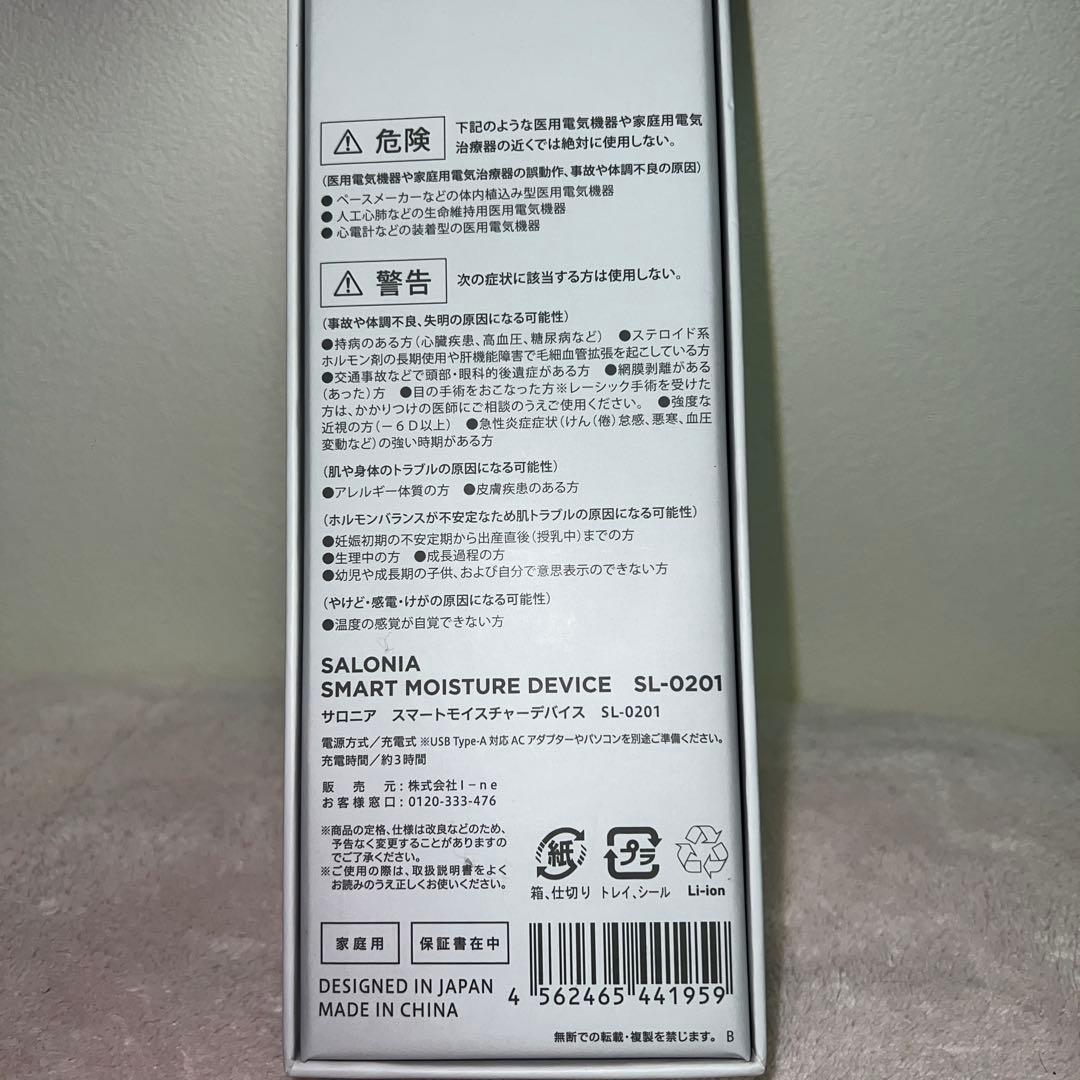 ⚠ 危険
下記のような医用電気機器や家庭用電気
治療器の近くでは絶対に使用しない。
(医用電気機器や家庭用電気治療器の誤動作、事故や体調不良の原因)
●ペースメーカーなどの体内植込み型医用電気機器
●人工心肺などの生命維持用医用電気機器
●心電計などの装着型の医用電気機器
⚠ 警告
次の症状に該当する方は使用しない。
(事故や体調不良、失明の原因になる可能性)
●持病のある方(心臓疾患、高血圧、糖尿病など) ●ステロイド系
ホルモン剤の長期使用や肝機能障害で毛細血管拡張を起こしている方
●交通事故などで頭部・眼科的後遺症がある方 ●網膜剥離がある
(あった)方 ●目の手術をおこなった方※レーシック手術を受けた
方は、かかりつけの医師にご相談のうえご使用ください。 ●強度な
近視の方(−6D以上) ●急性炎症症状(けん(倦)怠感、悪寒、血圧
変動など)の強い時期がある方
(肌や身体のトラブルの原因になる可能性)
●アレルギー体質の方 ●皮膚疾患のある方
(ホルモンバランスが不安定なため肌トラブルの原因になる可能性)
●妊娠初期の不安定期から出産直後(授乳中)までの方
●生理中の方 ●成長過程の方
●幼児や成長期の子供、および自分で意思表示のできない方
(やけど・感電・けがの原因になる可能性)
●温度の感覚が自覚できない方
SALONIA
SMART MOISTURE DEVICE SL-0201
サロニア スマートモイスチャーデバイス SL-0201
電源方式/充電式 ※USB Type-A対応ACアダプターやパソコンを別途ご準備ください。
充電時間/約3時間
販売元:株式会社I-ne
お客様窓口:0120-333-476
※商品の定格、仕様は改良などのため、
予告なく変更することがありますの
でご了承ください。
※ご使用の際は、取扱説明書をよく
お読みのうえ正しくお使いください。
紙
箱、仕切り
プラ
トレイ、シール
Li-ion
家庭用
保証書在中
DESIGNED IN JAPAN
MADE IN CHINA
4 562465 441959
無断での転載・複製を禁じます。 B